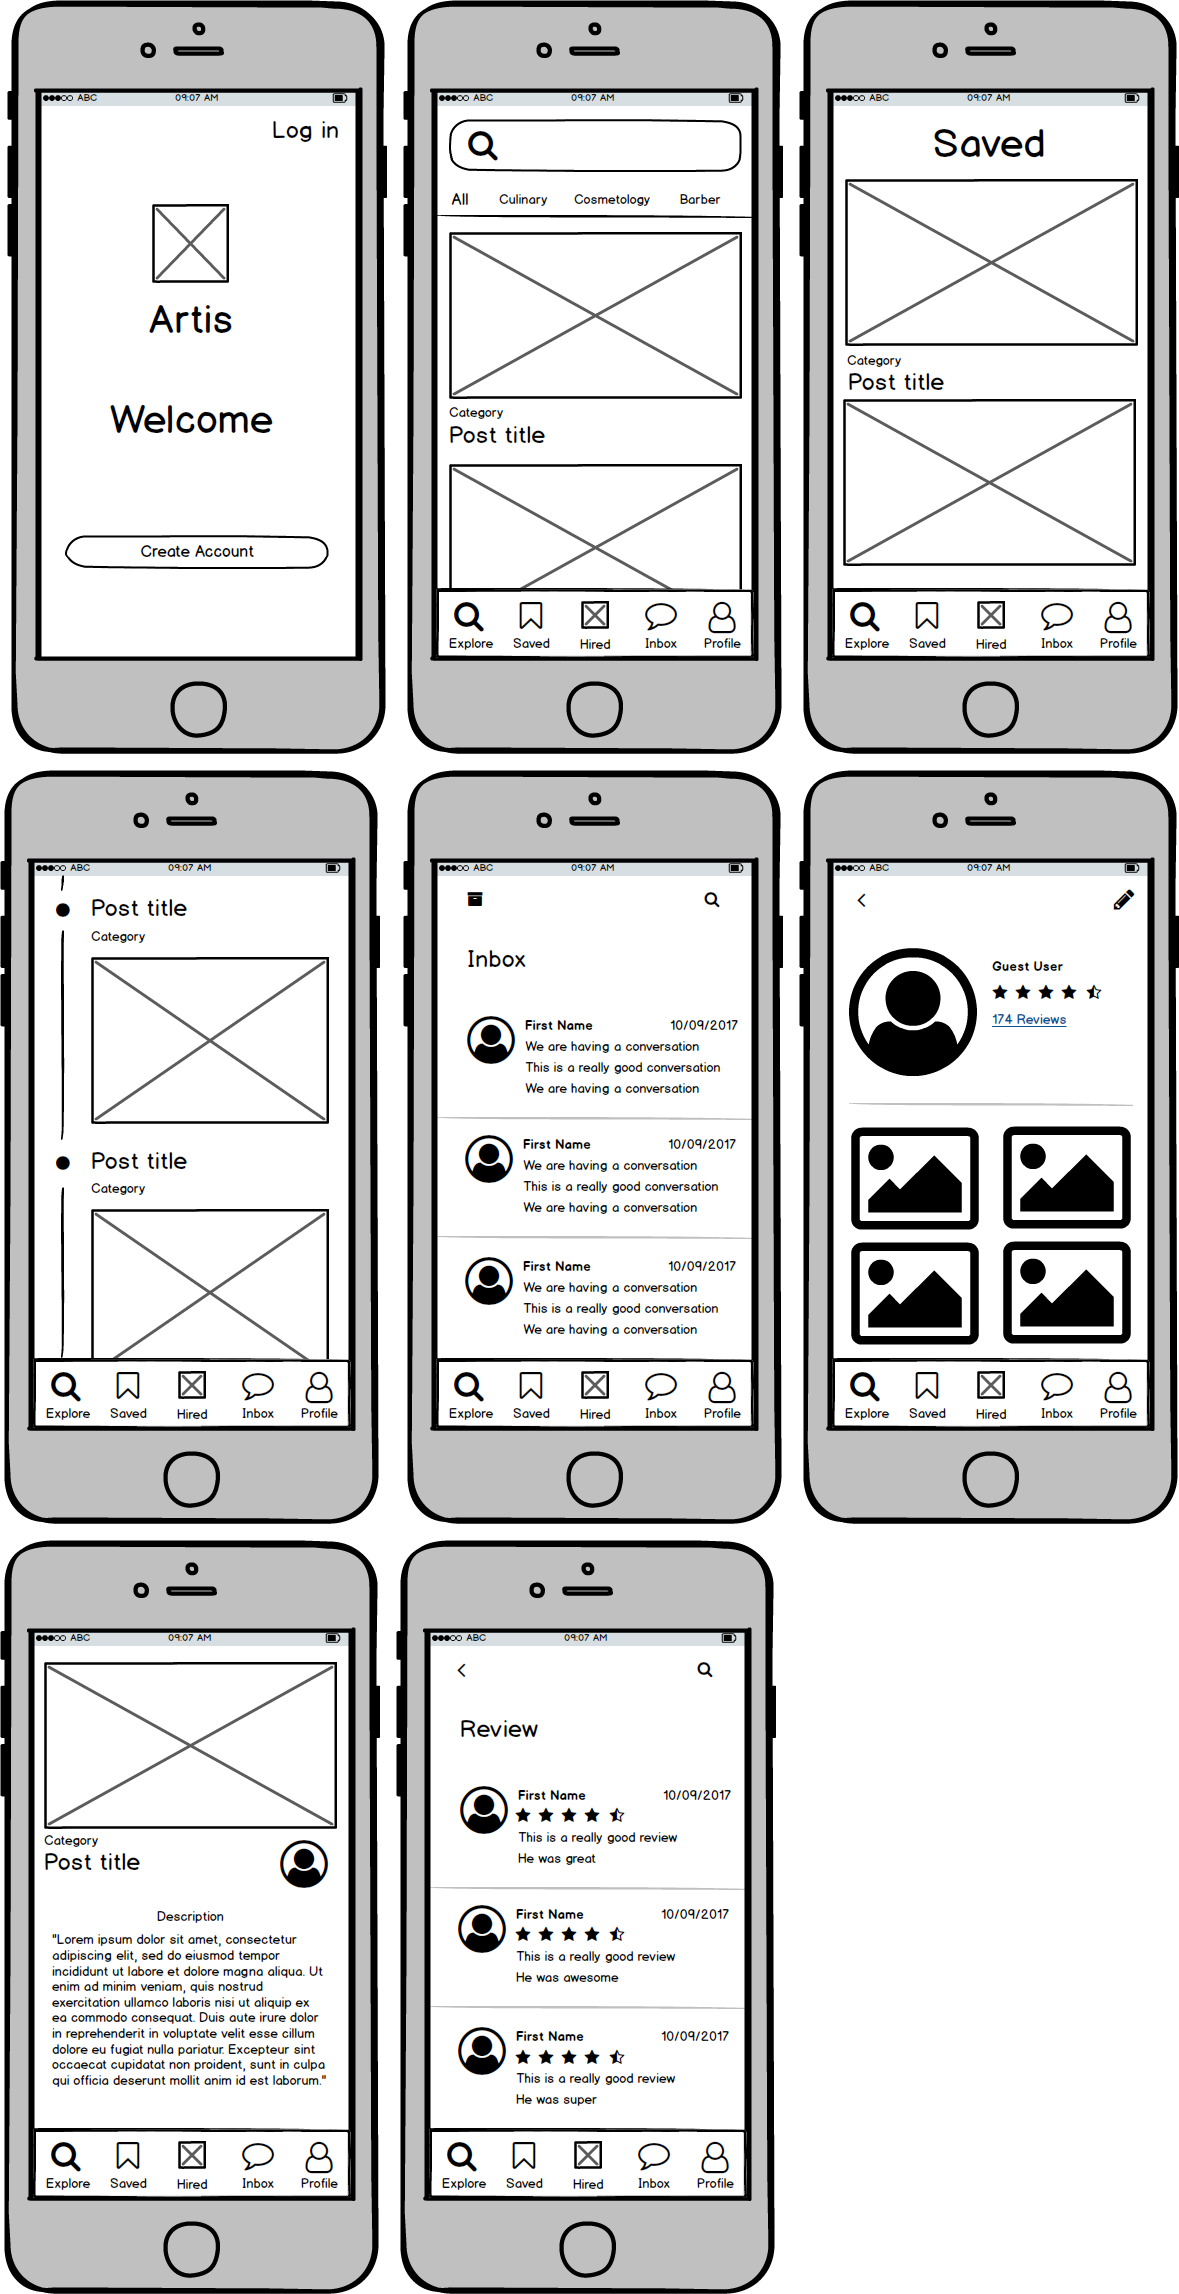 ABC 09:07 AM
Log in
Artis
Welcome
Create Account
ABC 09:07 AM
All Culinary Cosmetology Barber
Category
Post title
Explore Saved Hired Inbox Profile
ABC 09:07 AM
Saved
Category
Post title
Explore Saved Hired Inbox Profile
ABC 09:07 AM
Post title
Category
Post title
Category
Explore Saved Hired Inbox Profile
ABC 09:07 AM
Inbox
First Name 10/09/2017
We are having a conversation
This is a really good conversation
We are having a conversation
First Name 10/09/2017
We are having a conversation
This is a really good conversation
We are having a conversation
First Name 10/09/2017
We are having a conversation
This is a really good conversation
We are having a conversation
Explore Saved Hired Inbox Profile
ABC 09:07 AM
Guest User
174 Reviews
Explore Saved Hired Inbox Profile
ABC 09:07 AM
Category
Post title
Description
"Lorem ipsum dolor sit amet, consectetur
adipiscing elit, sed do eiusmod tempor
incididunt ut labore et dolore magna aliqua. Ut
enim ad minim veniam, quis nostrud
exercitation ullamco laboris nisi ut aliquip ex
ea commodo consequat. Duis aute irure dolor
in reprehenderit in voluptate velit esse cillum
dolore eu fugiat nulla pariatur. Excepteur sint
occaecat cupidatat non proident, sunt in culpa
qui officia deserunt mollit anim id est laborum."
Explore Saved Hired Inbox Profile
ABC 09:07 AM
Review
First Name 10/09/2017
This is a really good review
He was great
First Name 10/09/2017
This is a really good review
He was awesome
First Name 10/09/2017
This is a really good review
He was super
Explore Saved Hired Inbox Profile